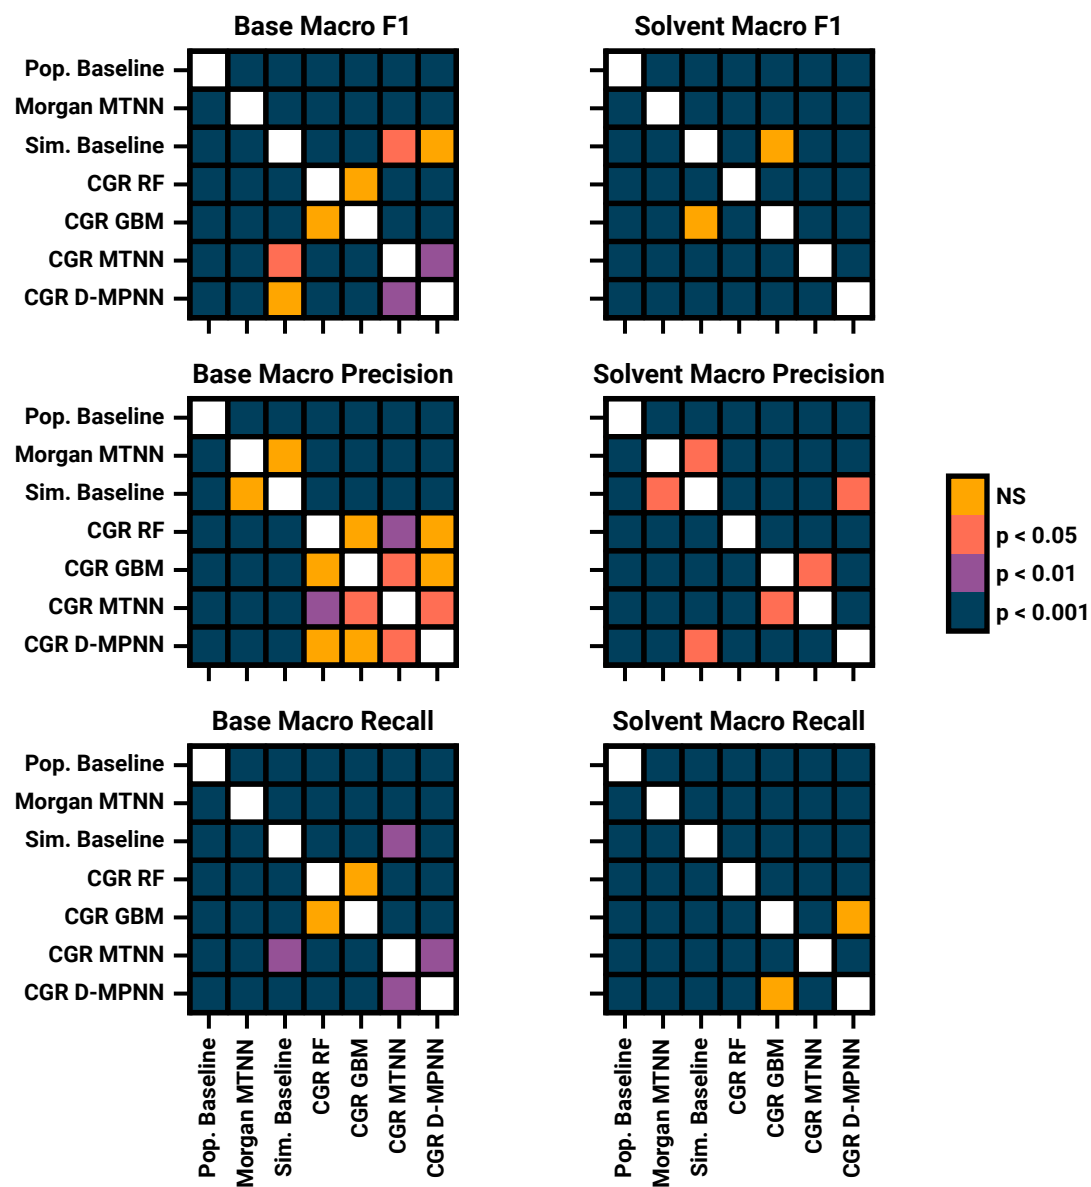 Base Macro F1
Solvent Macro F1
Pop. Baseline
Morgan MTNN
Sim. Baseline
CGR RF
CGR GBM
CGR MTNN
CGR D-MPNN
Base Macro Precision
Solvent Macro Precision
Pop. Baseline
Morgan MTNN
Sim. Baseline
CGR RF
CGR GBM
CGR MTNN
CGR D-MPNN
NS
p < 0.05
p < 0.01
p < 0.001
Base Macro Recall
Solvent Macro Recall
Pop. Baseline
Morgan MTNN
Sim. Baseline
CGR RF
CGR GBM
CGR MTNN
CGR D-MPNN
Pop. Baseline
Morgan MTNN
Sim. Baseline
CGR RF
CGR GBM
CGR MTNN
CGR D-MPNN
Pop. Baseline
Morgan MTNN
Sim. Baseline
CGR RF
CGR GBM
CGR MTNN
CGR D-MPNN